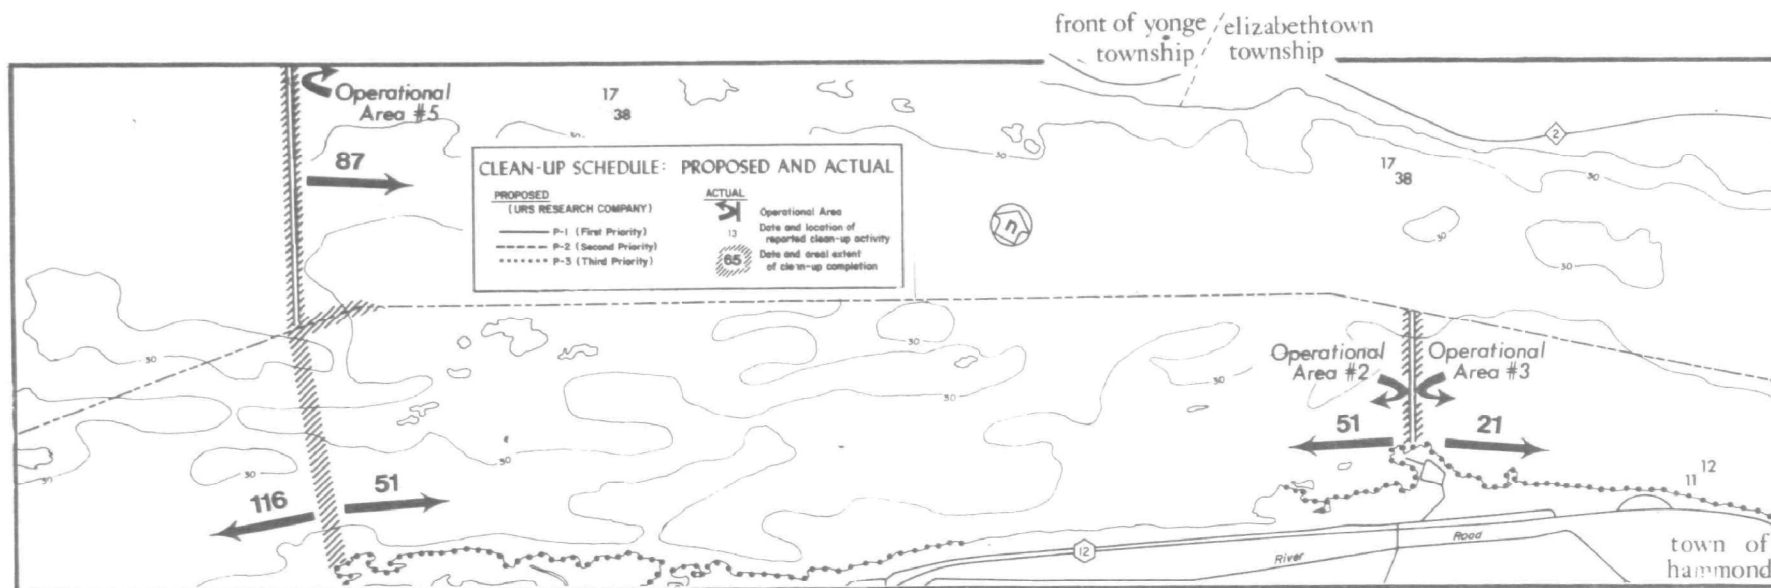 front of yonge
township
elizabethtown
township
Operational
Area #5
17
38
30
87
CLEAN-UP SCHEDULE: PROPOSED AND ACTUAL
PROPOSED
(URS RESEARCH COMPANY)
P-1 (First Priority)
P-2 (Second Priority)
P-3 (Third Priority)
ACTUAL
Operational Area
13
Date and location of
reported clean-up activity
65
Date and areal extent
of clean-up completion
n
30
2
17
38
30
30
30
30
30
30
30
30
30
30
Operational
Area #2
Operational
Area #3
51
21
116
51
12
11
12
River
Road
town of
hammond